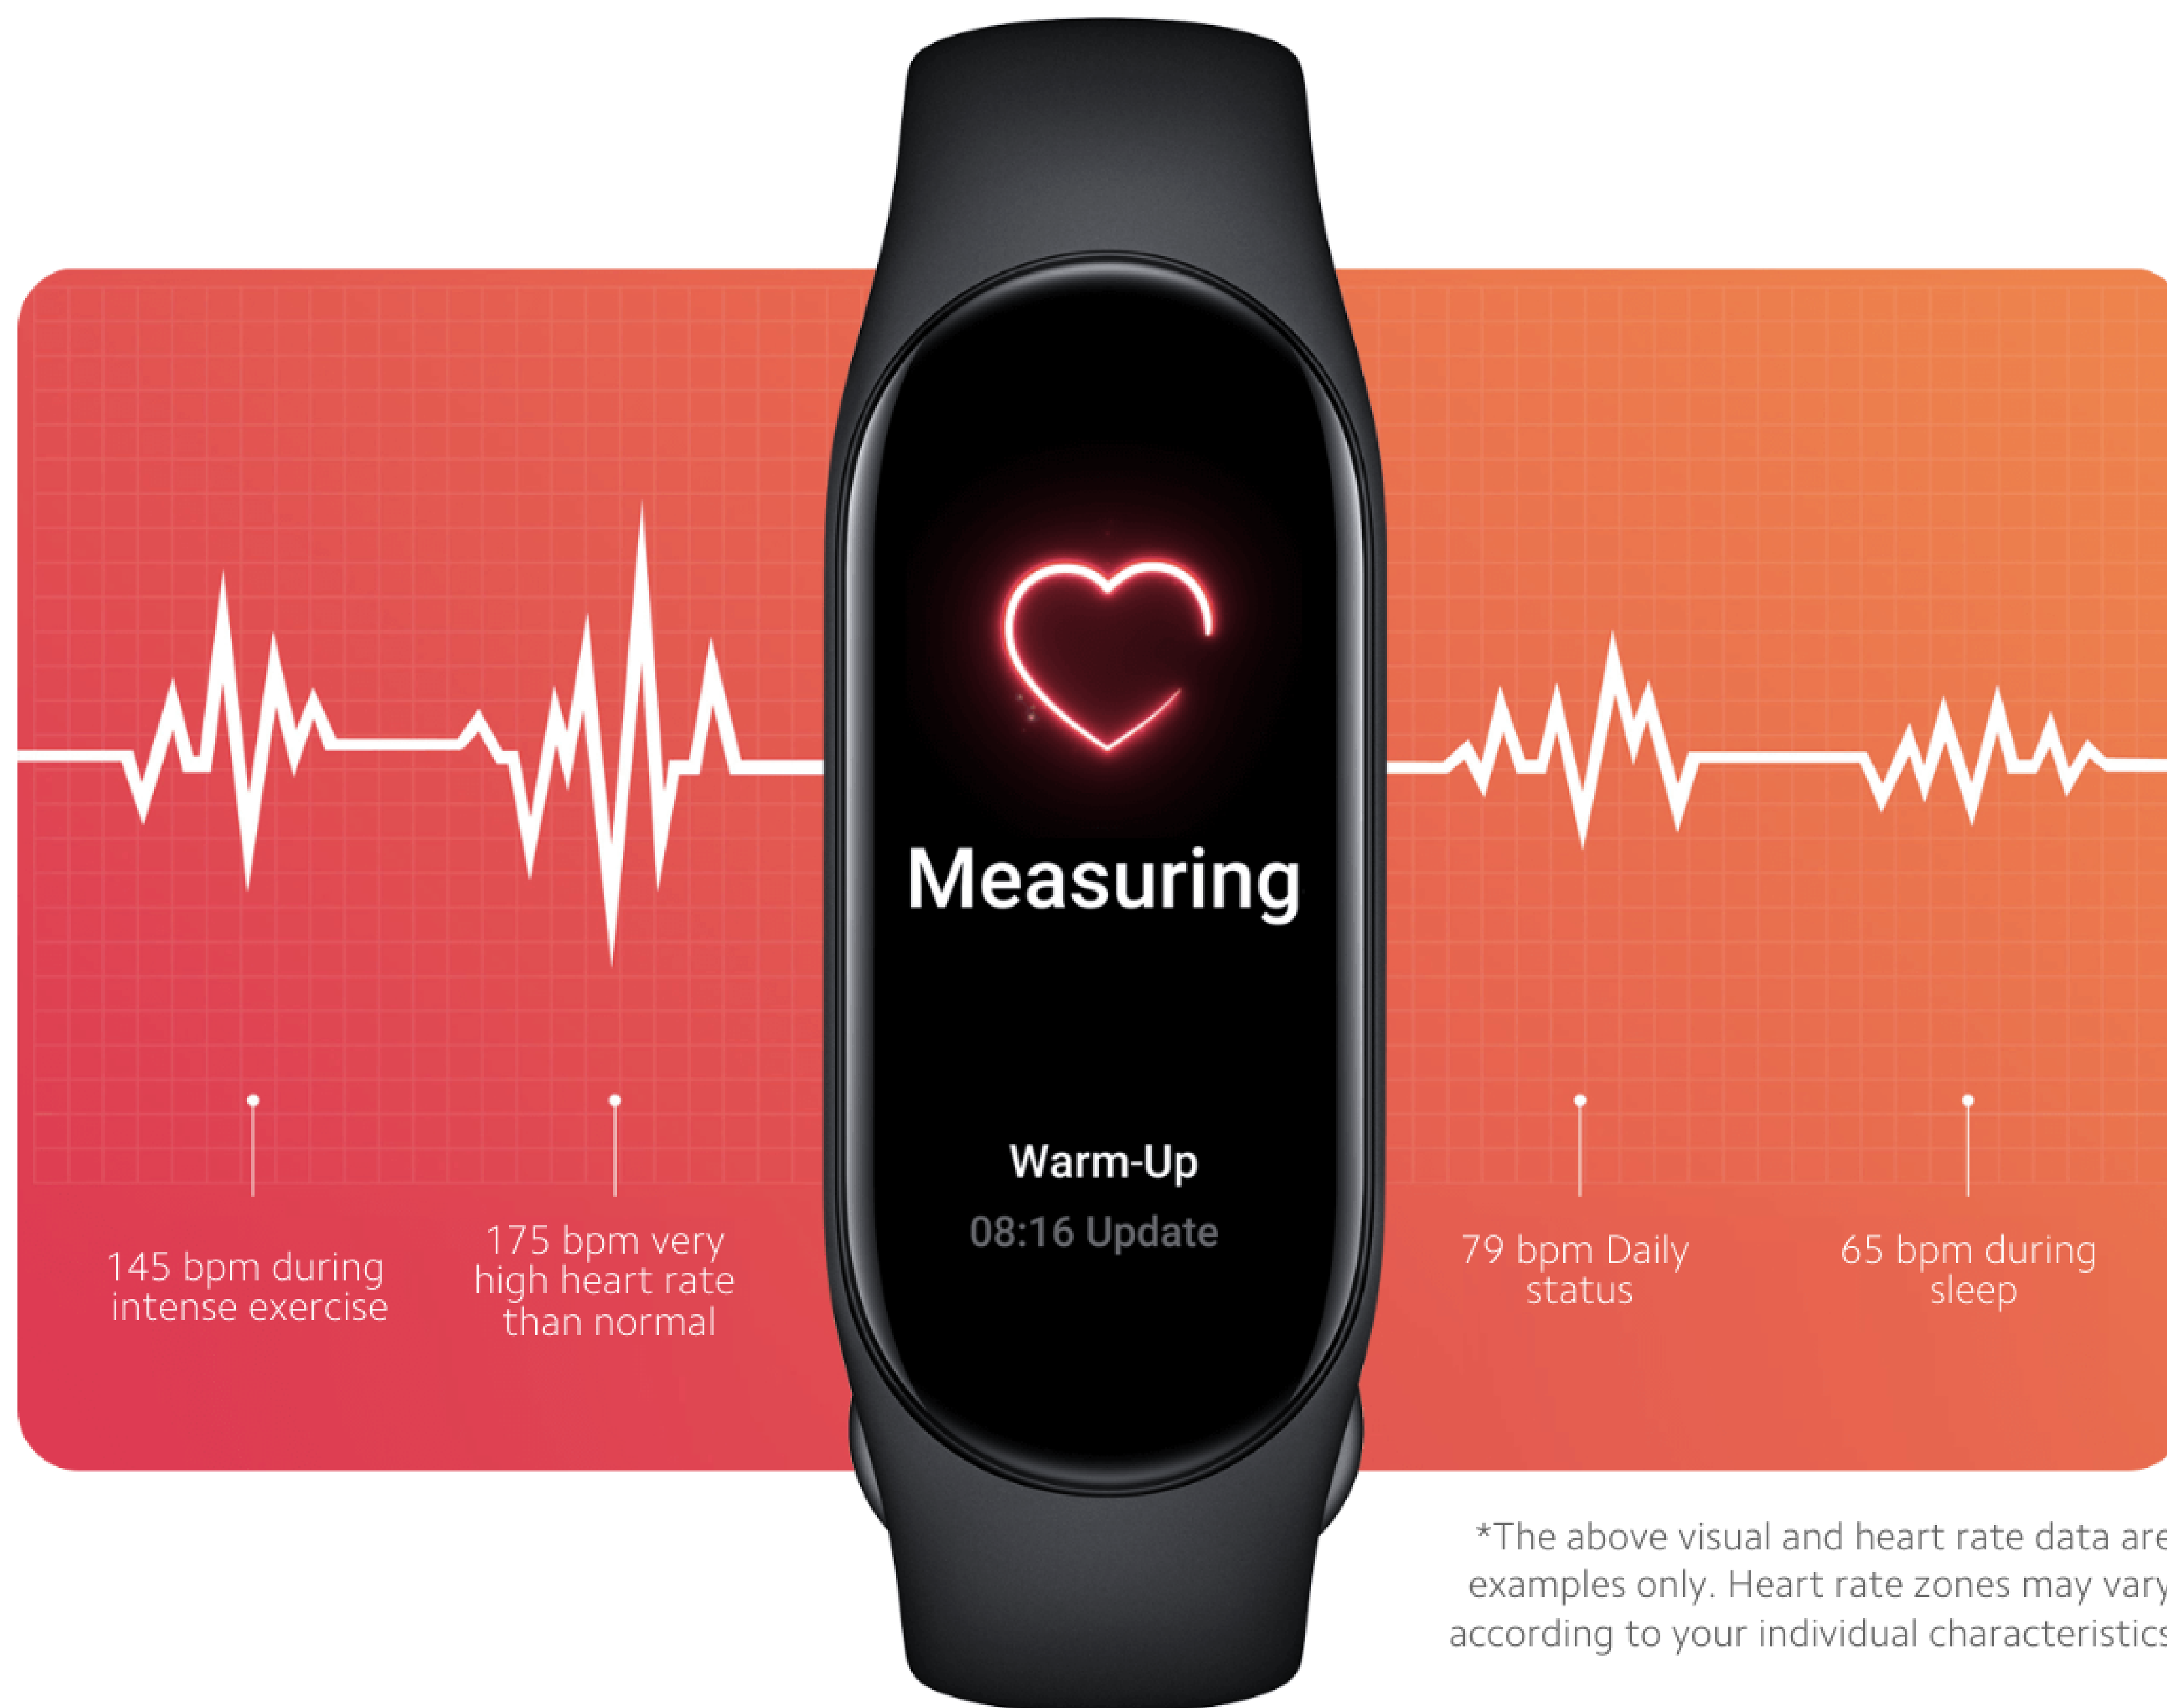 Measuring
Warm-Up
08:16 Update
145 bpm during
intense exercise
175 bpm very
high heart rate
than normal
79 bpm Daily
status
65 bpm during
sleep
*The above visual and heart rate data are
examples only. Heart rate zones may vary
according to your individual characteristics